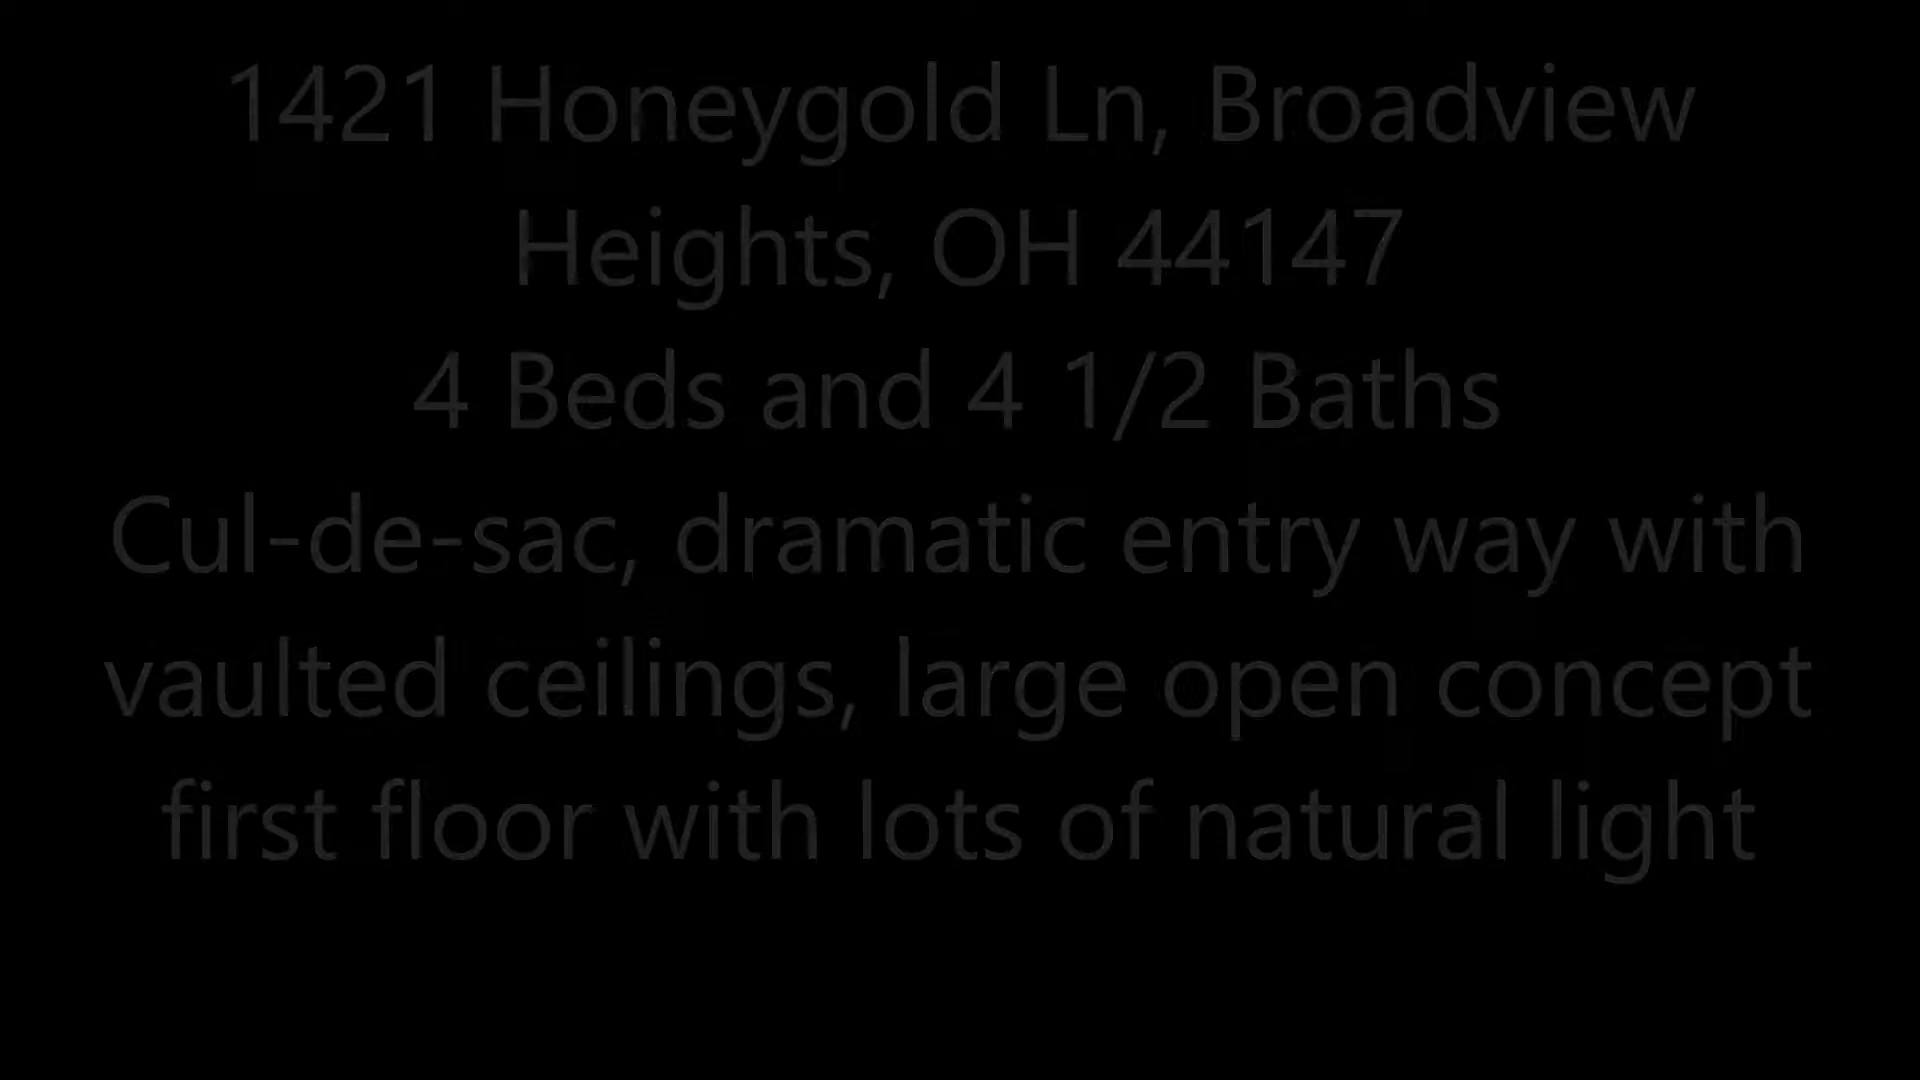 1421 Honeygold Ln, Broadview
Heights, OH 44147
4 Beds and 4 1/2 Baths
Cul-de-sac, dramatic entry way with
vaulted ceilings, large open concept
first floor with lots of natural light